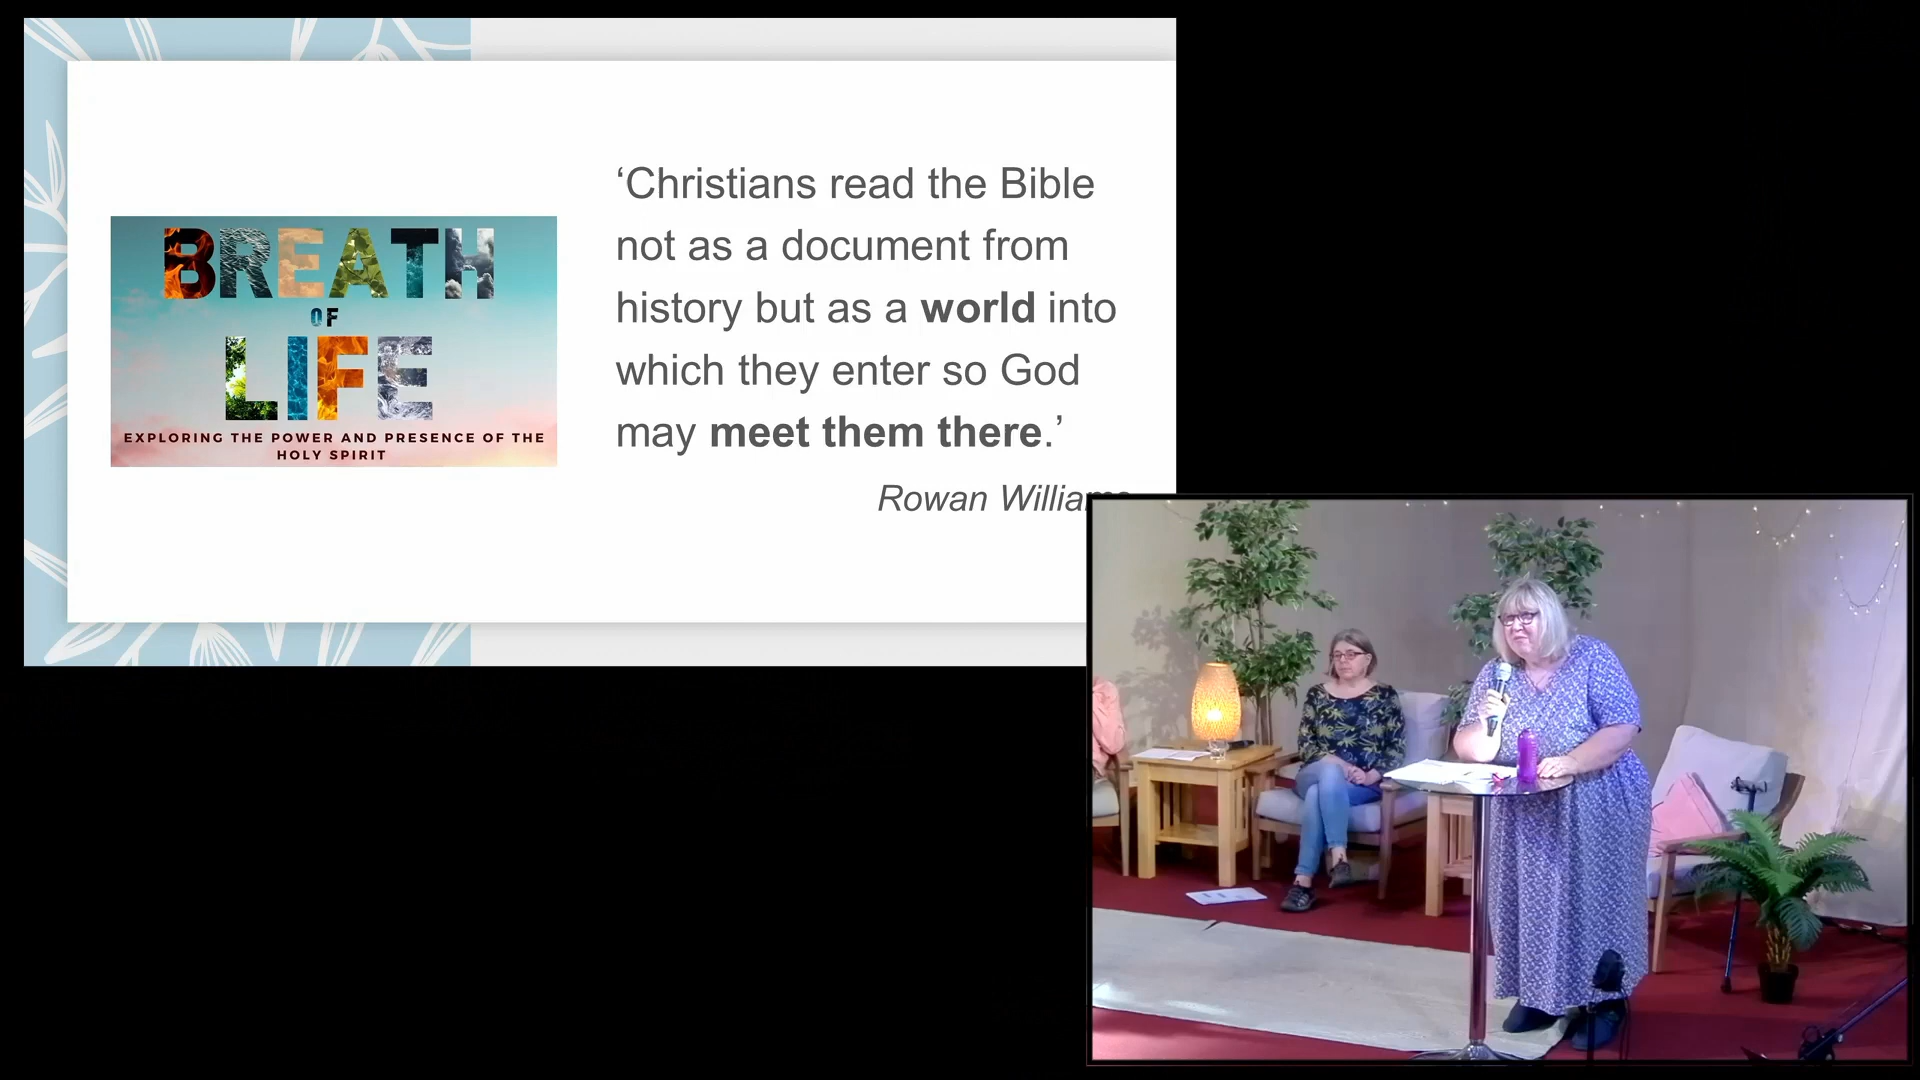 BREATH
OF
LIFE
EXPLORING THE POWER AND PRESENCE OF THE
HOLY SPIRIT
‘Christians read the Bible
not as a document from
history but as a world into
which they enter so God
may meet them there.’
Rowan